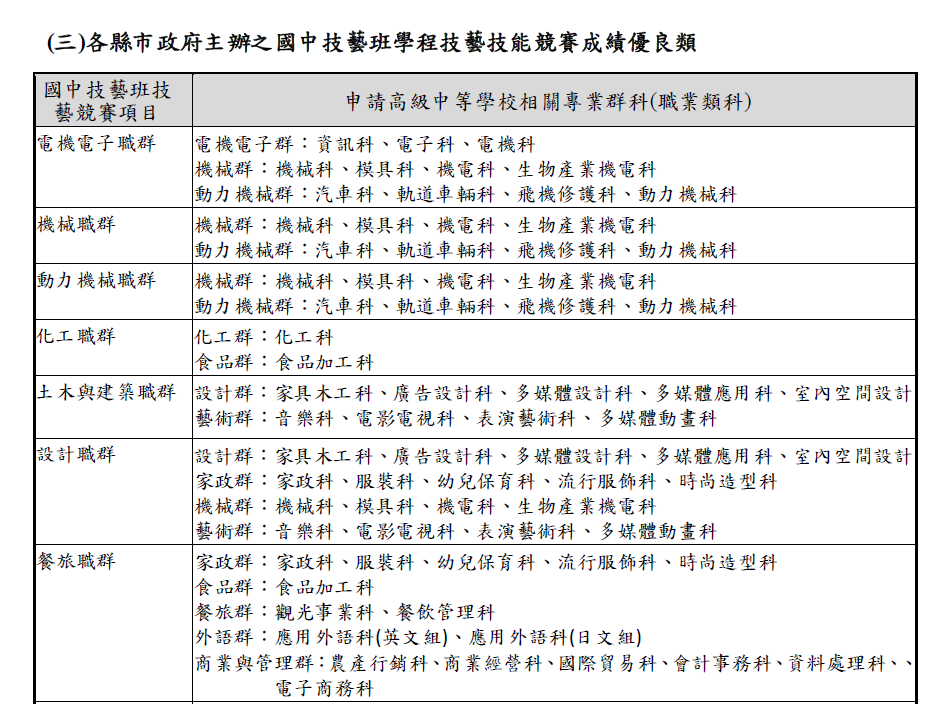 (三)各縣市政府主辦之國中技藝班學程技藝技能競賽成績優良類
國中技藝班技
藝競賽項目
申請高級中等學校相關專業群科(職業類科)
電機電子職群
電機電子群：資訊科、電子科、電機科
機械群：機械科、模具科、機電科、生物產業機電科
動力機械群：汽車科、軌道車輛科、飛機修護科、動力機械科
機械職群
機械群：機械科、模具科、機電科、生物產業機電科
動力機械群：汽車科、軌道車輛科、飛機修護科、動力機械科
動力機械職群
機械群：機械科、模具科、機電科、生物產業機電科
動力機械群：汽車科、軌道車輛科、飛機修護科、動力機械科
化工職群
化工群：化工科
食品群：食品加工科
土木與建築職群
設計群：家具木工科、廣告設計科、多媒體設計科、多媒體應用科、室內空間設計
藝術群：音樂科、電影電視科、表演藝術科、多媒體動畫科
設計職群
設計群：家具木工科、廣告設計科、多媒體設計科、多媒體應用科、室內空間設計
家政群：家政科、服裝科、幼兒保育科、流行服飾科、時尚造型科
機械群：機械科、模具科、機電科、生物產業機電科
藝術群：音樂科、電影電視科、表演藝術科、多媒體動畫科
餐旅職群
家政群：家政科、服裝科、幼兒保育科、流行服飾科、時尚造型科
食品群：食品加工科
餐旅群：觀光事業科、餐飲管理科
外語群：應用外語科(英文組)、應用外語科(日文組)
商業與管理群：農產行銷科、商業經營科、國際貿易科、會計事務科、資料處理科、、
電子商務科